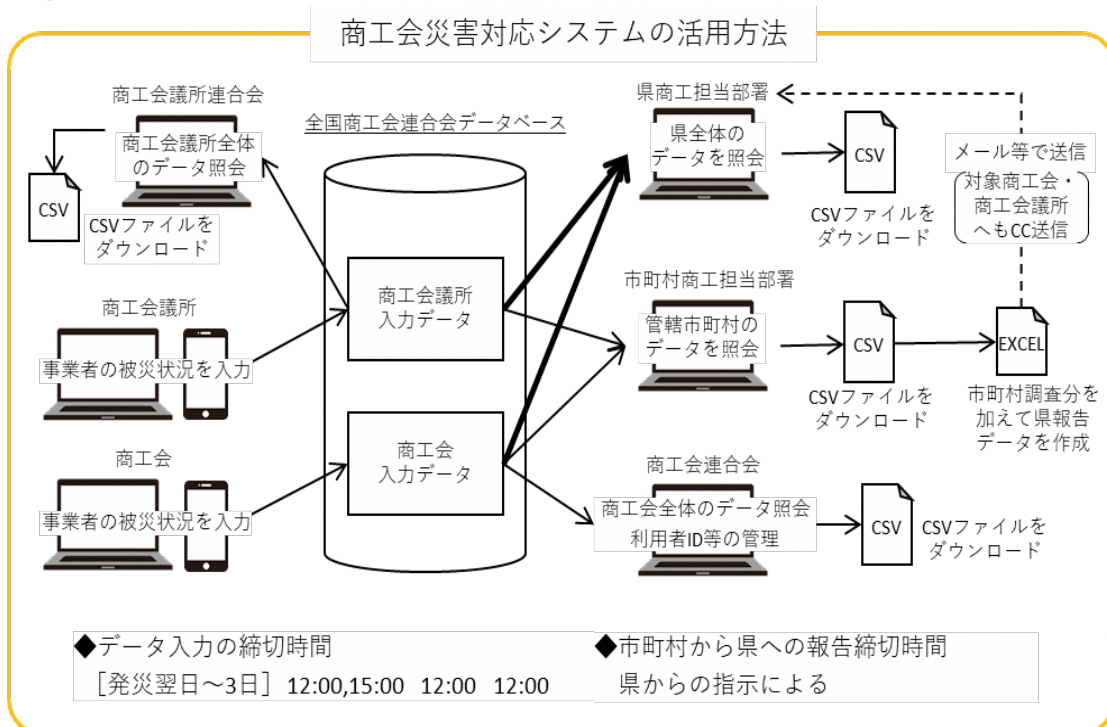 商工会災害対応システムの活用方法
商工会議所連合会
商工会議所全体
のデータ照会
CSV
CSVファイルを
ダウンロード
全国商工会連合会データベース
県商工担当部署
県全体の
データを照会
CSV
CSVファイルを
ダウンロード
メール等で送信
対象商工会・
商工会議所
へもCC送信
商工会議所
事業者の被災状況を入力
商工会議所
入力データ
市町村商工担当部署
管轄市町村の
データを照会
CSV
CSVファイルを
ダウンロード
EXCEL
市町村調査分を
加えて県報告
データを作成
商工会
事業者の被災状況を入力
商工会
入力データ
商工会連合会
商工会全体のデータ照会
利用者ID等の管理
CSV
CSVファイルを
ダウンロード
◆データ入力の締切時間
［発災翌日～3日］ 12:00,15:00 12:00 12:00
◆市町村から県への報告締切時間
県からの指示による